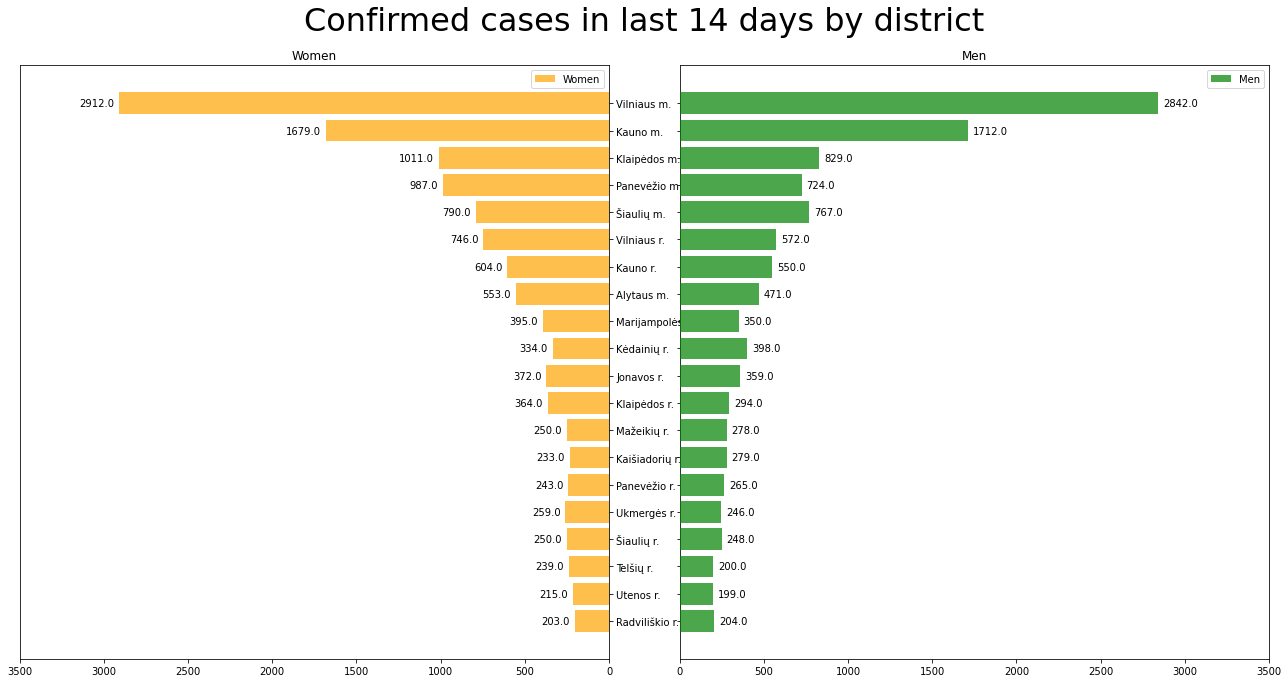 Confirmed cases in last 14 days by district
Women Men
Women Men
2912.0 Vilniaus m. 2842.0
1679.0 Kauno m. 1712.0
1011.0 Klaipėdos m. 829.0
987.0 Panevėžio m 724.0
790.0 Šiaulių m. 767.0
746.0 Vilniaus r. 572.0
604.0 Kauno r. 550.0
553.0 Alytaus m. 471.0
395.0 Marijampolės 350.0
334.0 Kėdainių r. 398.0
372.0 Jonavos r. 359.0
364.0 Klaipėdos r. 294.0
250.0 Mažeikių r. 278.0
233.0 Kaišiadorių r. 279.0
243.0 Panevėžio r. 265.0
259.0 Ukmergės r. 246.0
250.0 Šiaulių r. 248.0
239.0 Telšių r. 200.0
215.0 Utenos r. 199.0
203.0 Radviliškio r. 204.0
3500 3000 2500 2000 1500 1000 500 0 0 500 1000 1500 2000 2500 3000 3500